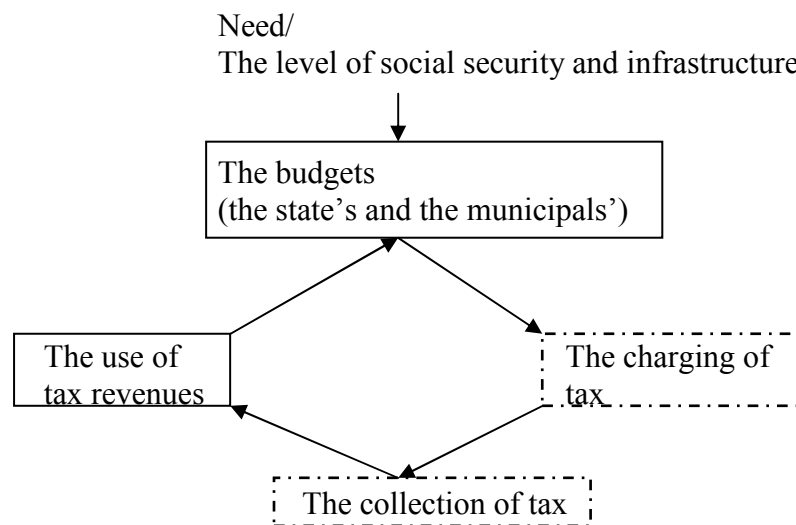 Need/
The level of social security and infrastructure
The budgets
(the state's and the municipals')
The use of
tax revenues
The charging of
tax
The collection of tax